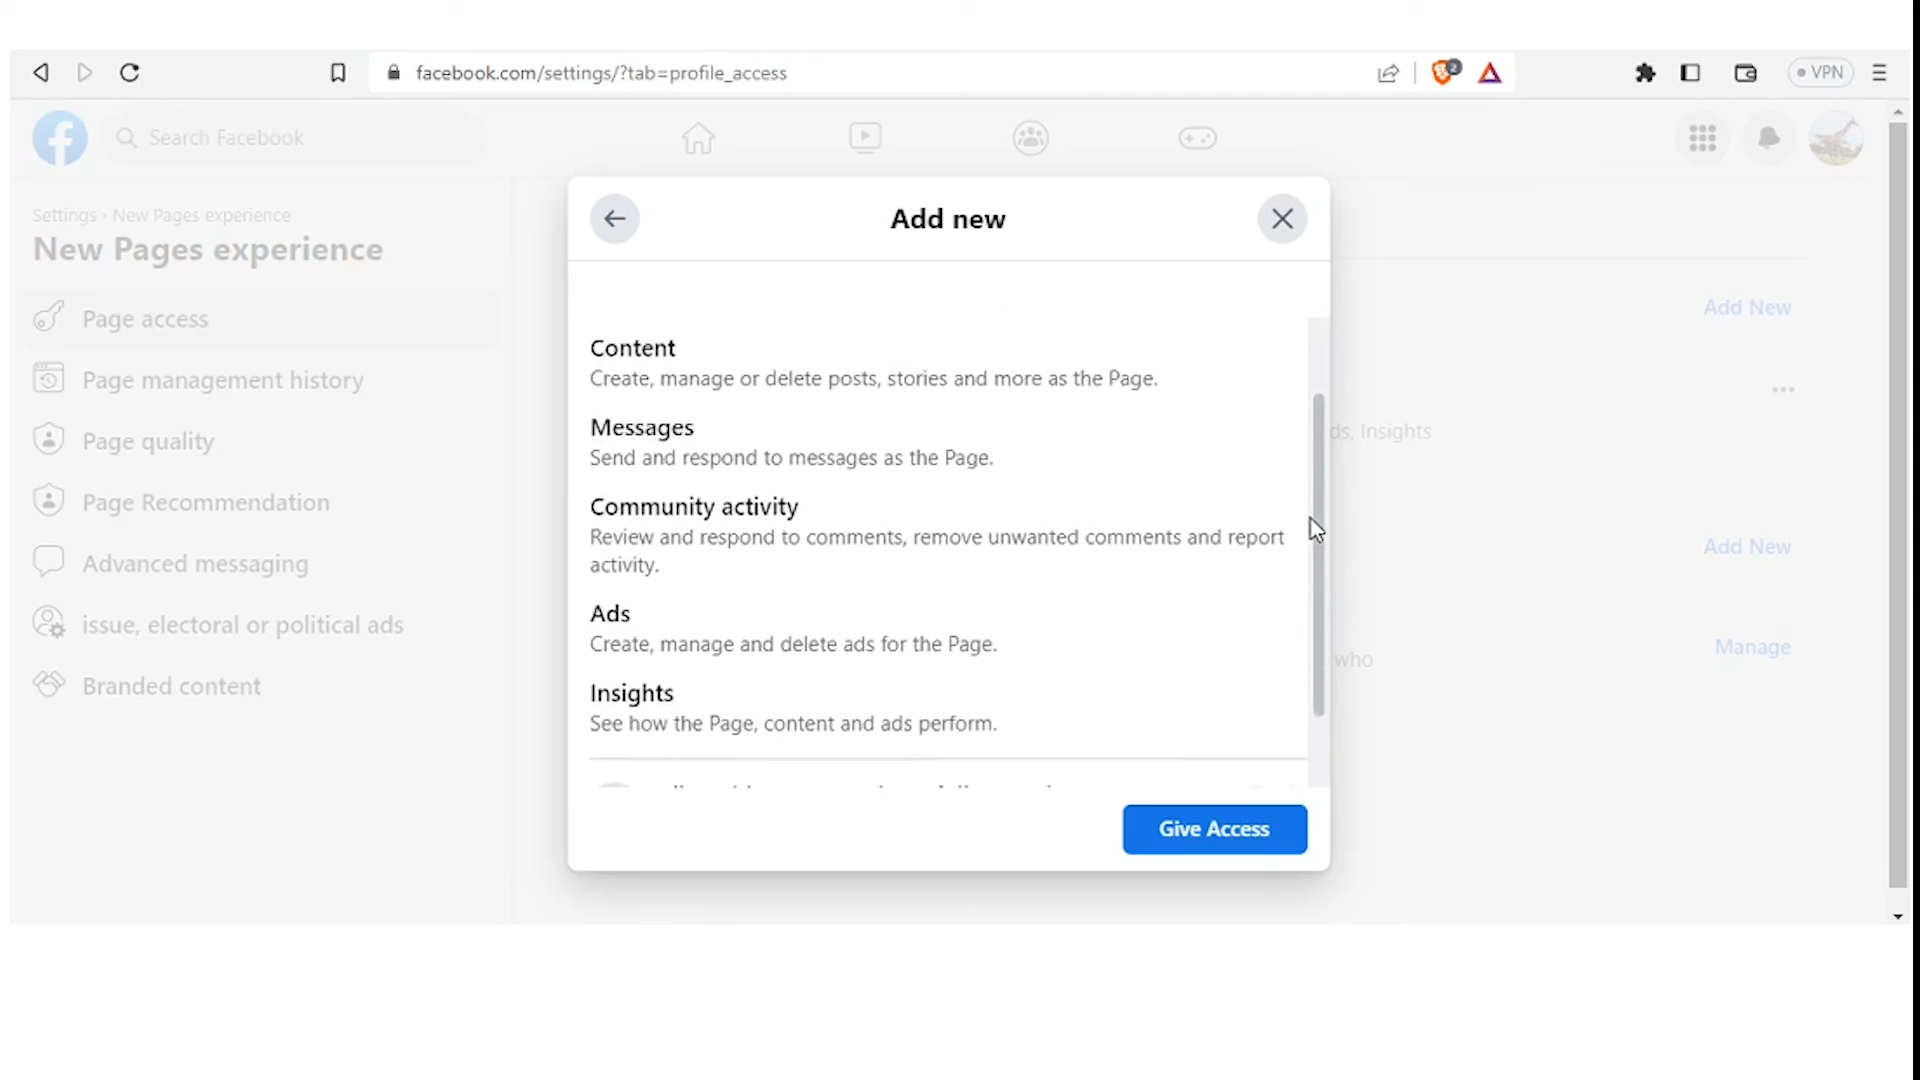 facebook.com/settings/?tab=profile_access
2
VPN
Search Facebook
Settings › New Pages experience
New Pages experience
Page access
Page management history
Page quality
Page Recommendation
Advanced messaging
issue, electoral or political ads
Branded content
Add new
Content
Create, manage or delete posts, stories and more as the Page.
Messages
Send and respond to messages as the Page.
Community activity
Review and respond to comments, remove unwanted comments and report
activity.
Ads
Create, manage and delete ads for the Page.
Insights
See how the Page, content and ads perform.
Give Access
Add New
ds, Insights
Add New
who
Manage